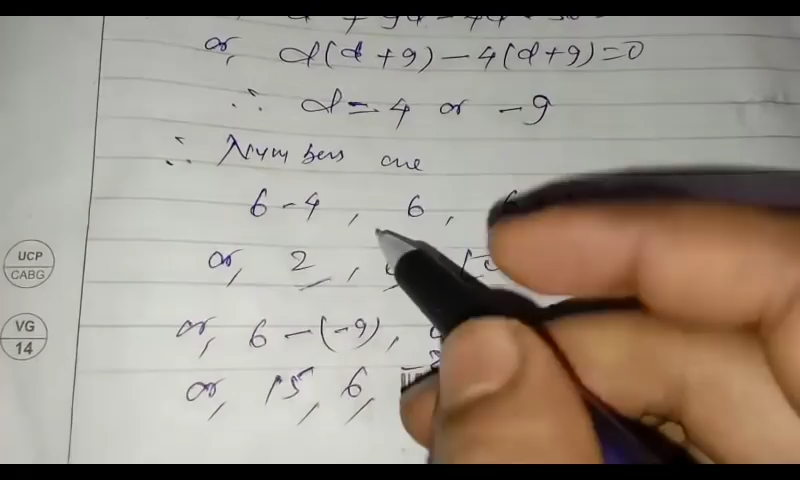 or, d(d+9)-4(d+9)=0
∴ d=4 or -9
∴ Numbers are
6-4, 6, 6
or, 2,
UCP
CABG
or, 6-(-9),
VG
14
or, 15, 6,